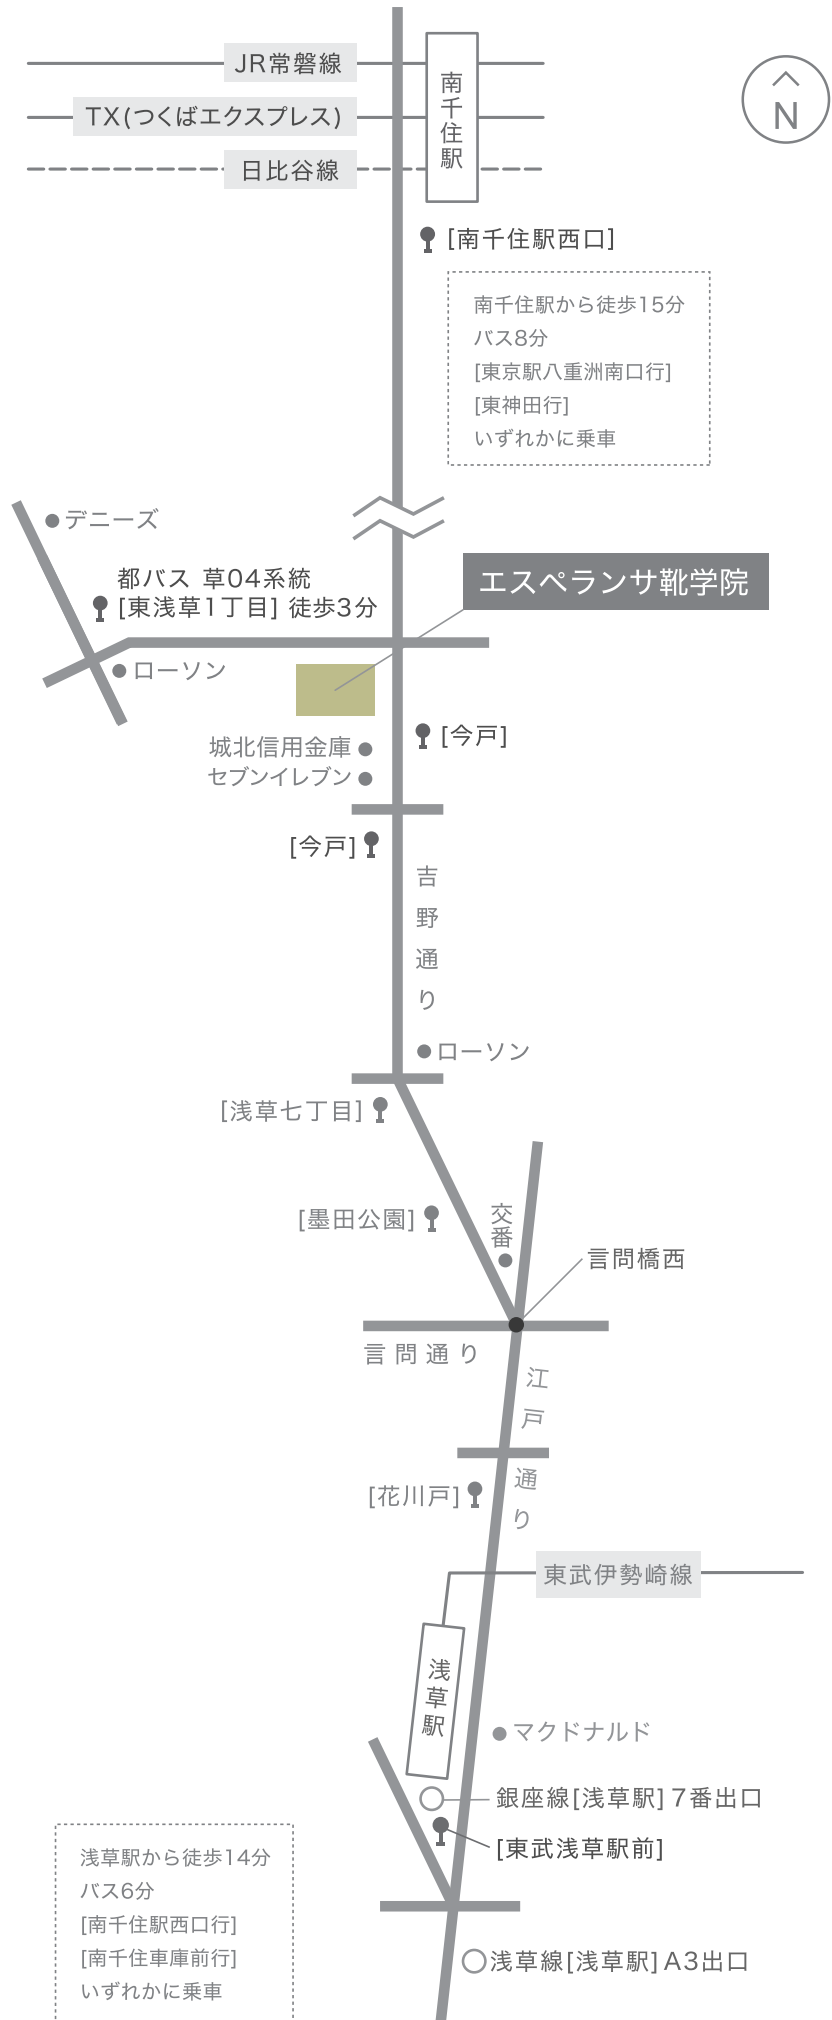 JR常磐線
TX(つくばエクスプレス)
日比谷線
南千住駅
N
[南千住駅西口]
南千住駅から徒歩15分
バス8分
[東京駅八重洲南口行]
[東神田行]
いずれかに乗車
デニーズ
都バス 草04系統
[東浅草1丁目] 徒歩3分
エスペランサ靴学院
ローソン
城北信用金庫
セブンイレブン
[今戸]
[今戸]
吉野通り
ローソン
[浅草七丁目]
[墨田公園]
交番
言問橋西
言問通り
江戸通り
[花川戸]
東武伊勢崎線
浅草駅
マクドナルド
銀座線[浅草駅] 7番出口
[東武浅草駅前]
浅草駅から徒歩14分
バス6分
[南千住駅西口行]
[南千住車庫前行]
いずれかに乗車
浅草線[浅草駅] A3出口